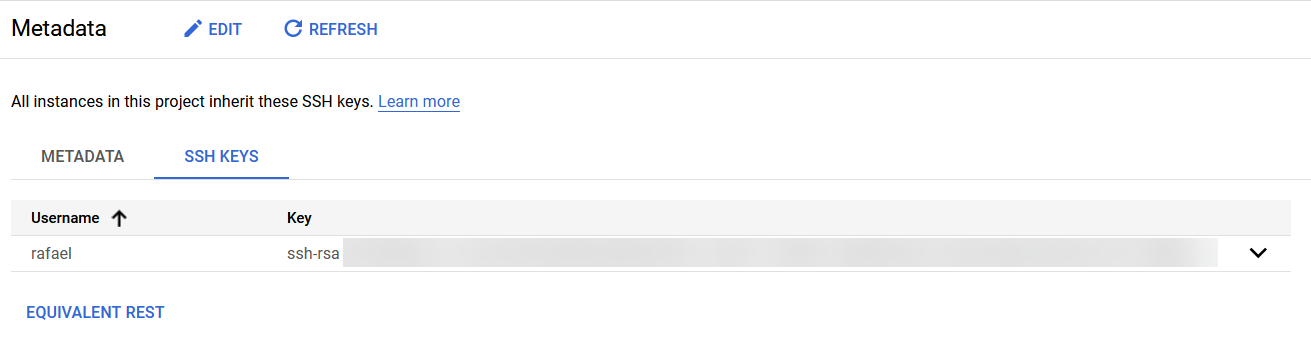 Metadata EDIT REFRESH
All instances in this project inherit these SSH keys. Learn more
METADATA SSH KEYS
Username Key
rafael ssh-rsa
EQUIVALENT REST